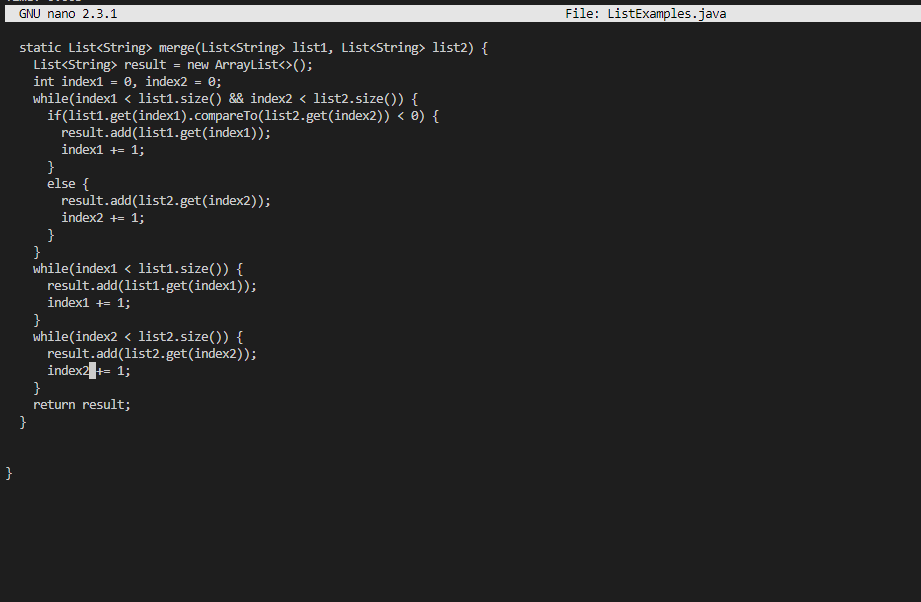 GNU nano 2.3.1 File: ListExamples.java
static List<String> merge(List<String> list1, List<String> list2) {
List<String> result = new ArrayList<>();
int index1 = 0, index2 = 0;
while(index1 < list1.size() && index2 < list2.size()) {
if(list1.get(index1).compareTo(list2.get(index2)) < 0) {
result.add(list1.get(index1));
index1 += 1;
}
else {
result.add(list2.get(index2));
index2 += 1;
}
}
while(index1 < list1.size()) {
result.add(list1.get(index1));
index1 += 1;
}
while(index2 < list2.size()) {
result.add(list2.get(index2));
index2 += 1;
}
return result;
}
}